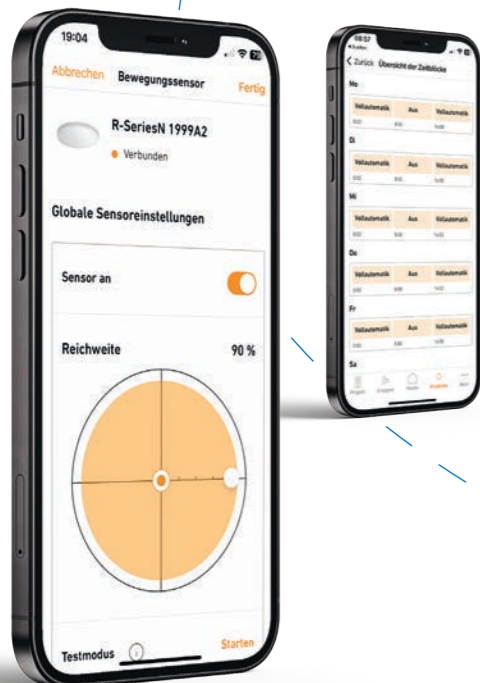 19:04
Abbrechen Bewegungssensor Fertig
R-SeriesN 1999A2
Verbunden
Globale Sensoreinstellungen
Sensor an
Reichweite 90 %
Testmodus Starten
08:57
Zurück Übersicht der Zeitblöcke
Mo
Vollautomatik Aus Vollautomatik
Di
Vollautomatik Aus Vollautomatik
Mi
Vollautomatik Aus Vollautomatik
Do
Vollautomatik Aus Vollautomatik
Fr
Vollautomatik Aus Vollautomatik
Sa